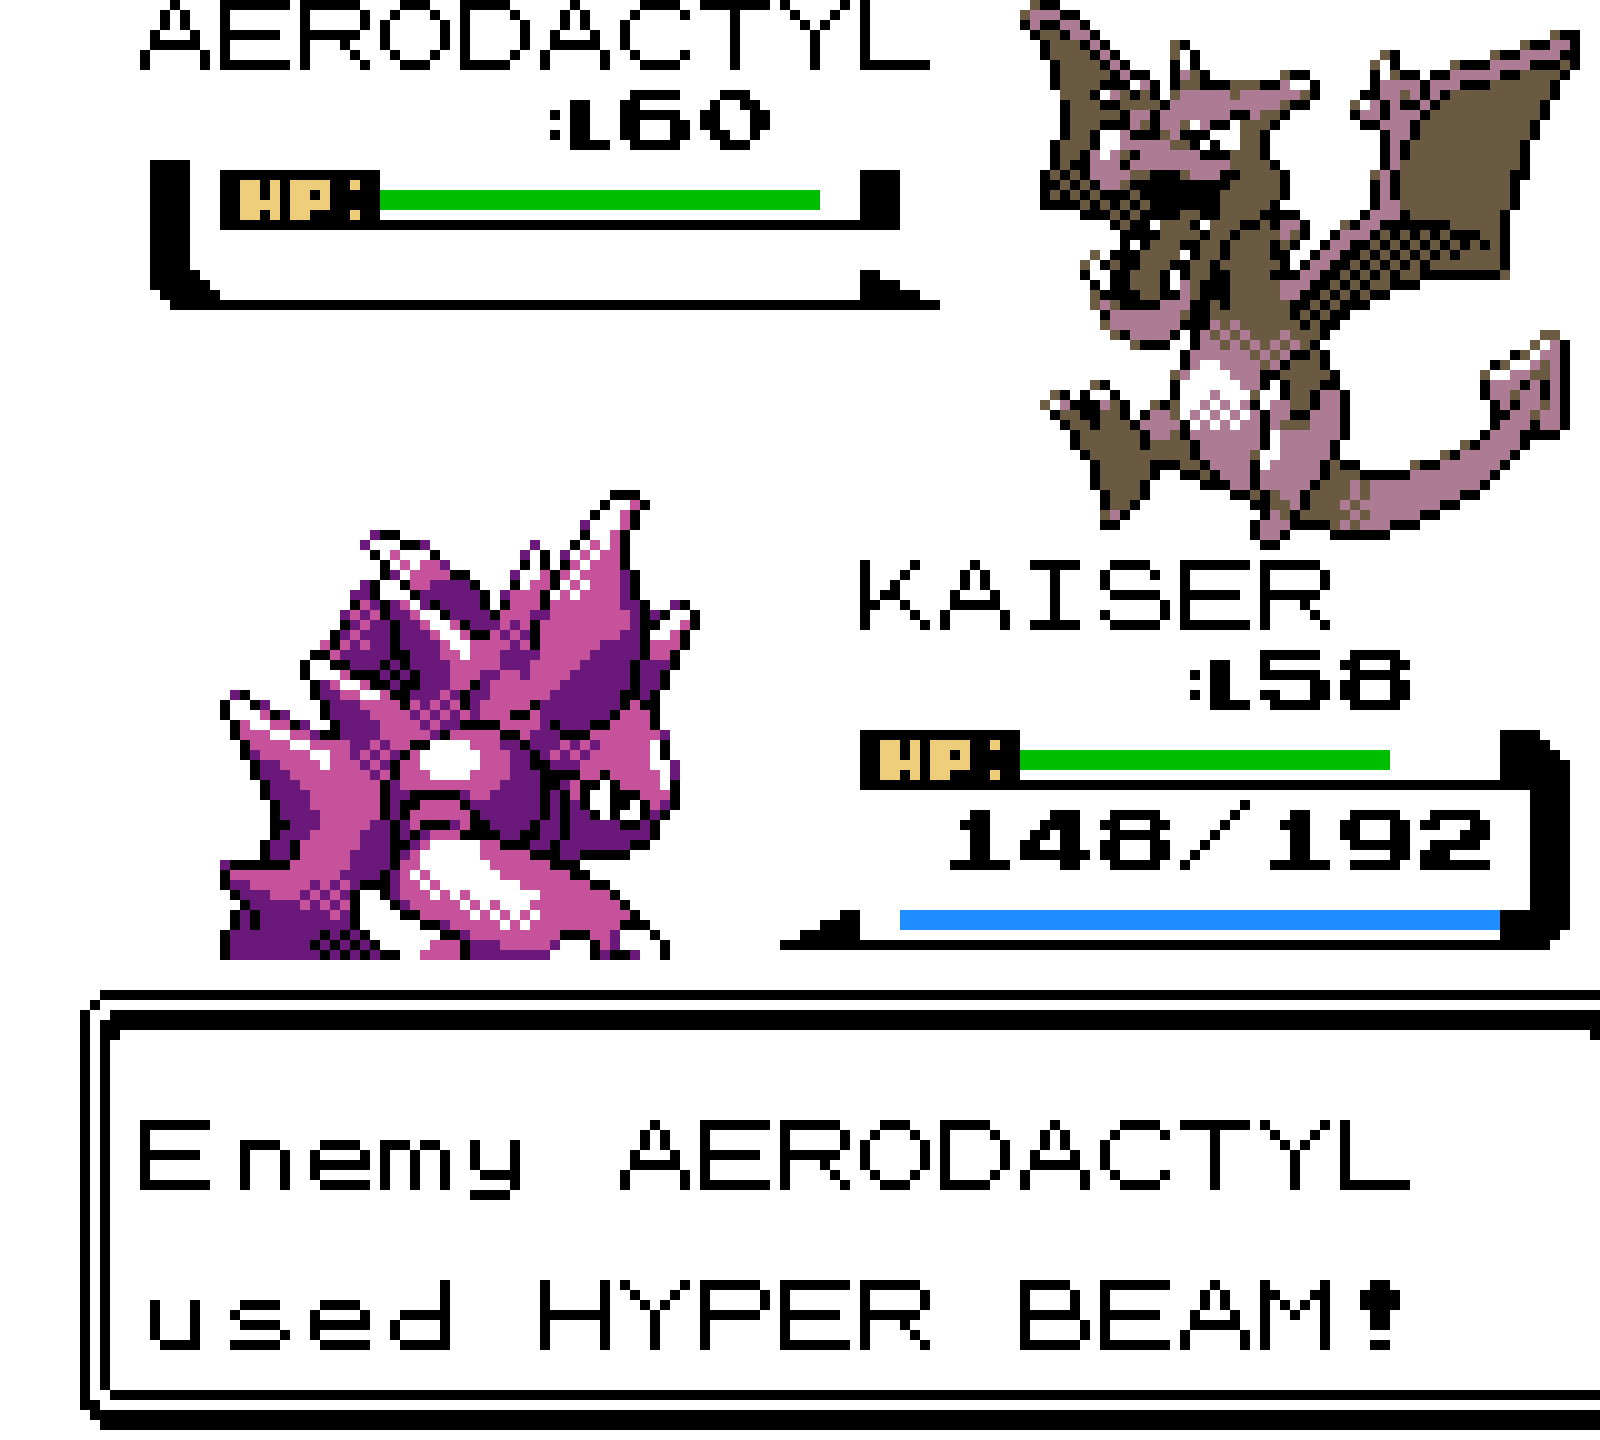 AERODACTYL
:L60
HP:
KAISER
:L58
HP:
148/192
Enemy AERODACTYL
used HYPER BEAM!